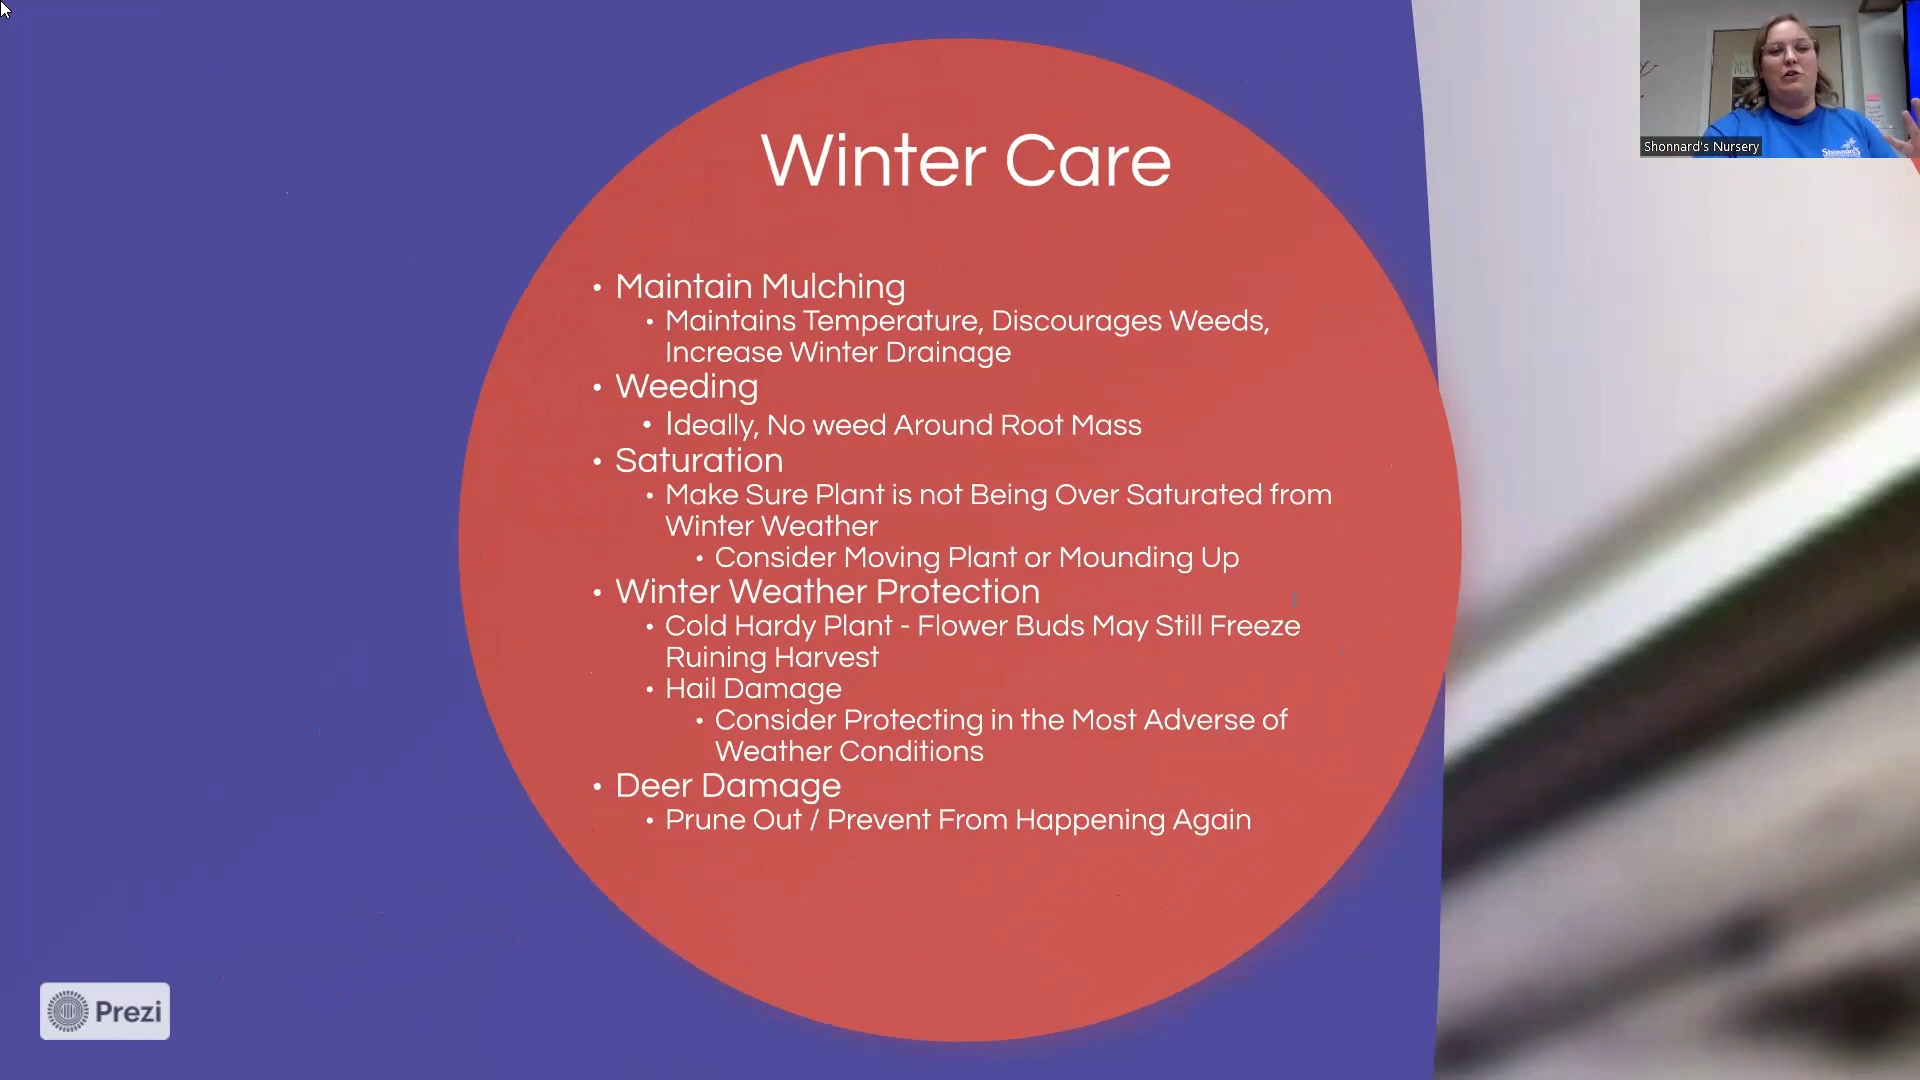 Winter Care
• Maintain Mulching
• Maintains Temperature, Discourages Weeds,
Increase Winter Drainage
• Weeding
• Ideally, No weed Around Root Mass
• Saturation
• Make Sure Plant is not Being Over Saturated from
Winter Weather
• Consider Moving Plant or Mounding Up
• Winter Weather Protection
• Cold Hardy Plant - Flower Buds May Still Freeze
Ruining Harvest
• Hail Damage
• Consider Protecting in the Most Adverse of
Weather Conditions
• Deer Damage
• Prune Out / Prevent From Happening Again
Shonnard's Nursery
Shonnard's
Prezi